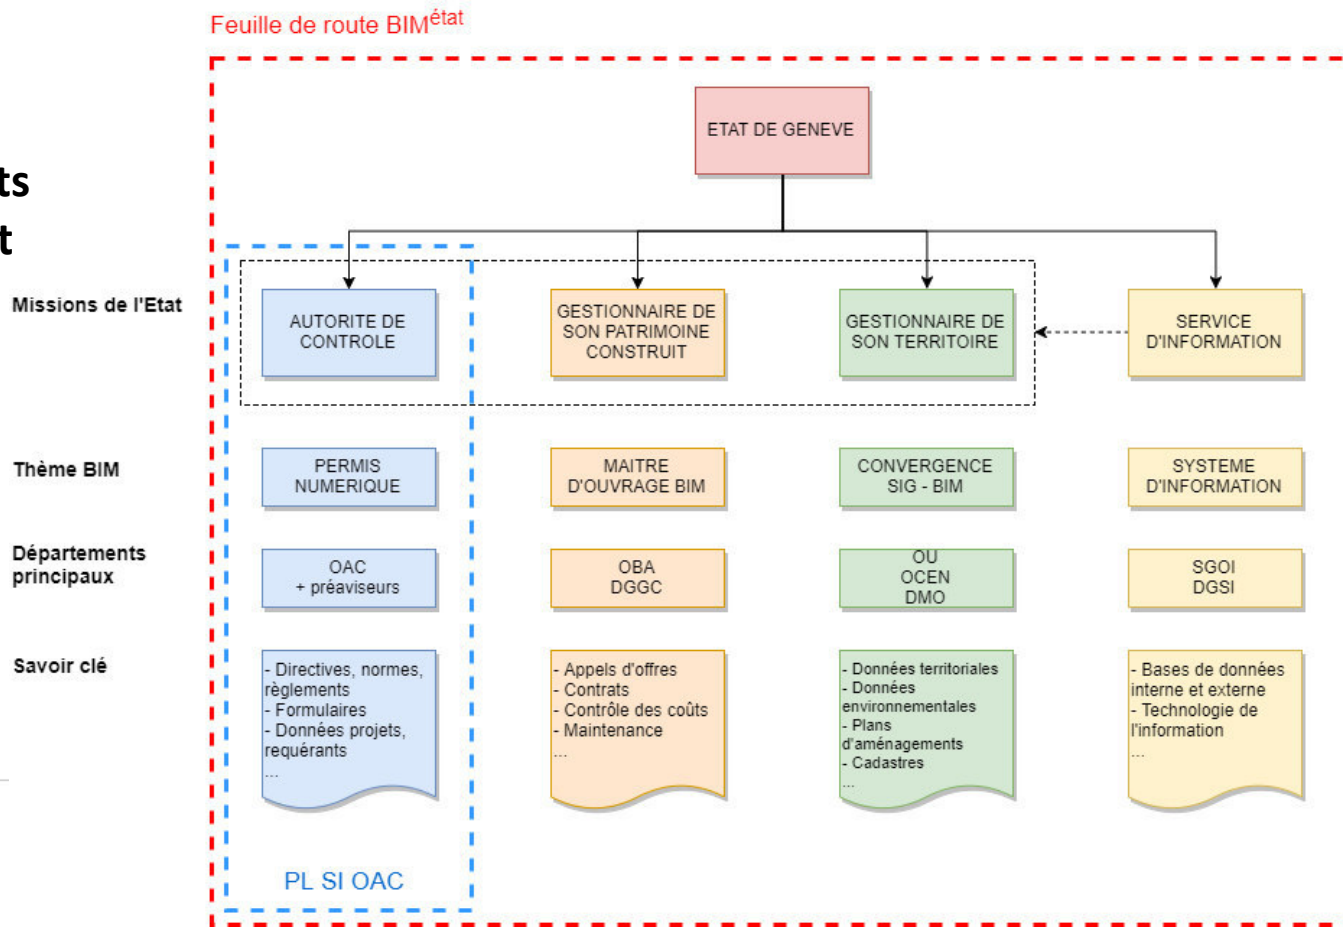 Feuille de route BIMétat
ETAT DE GENEVE
ts
t
Missions de l'Etat
AUTORITE DE
CONTROLE
GESTIONNAIRE DE
SON PATRIMOINE
CONSTRUIT
GESTIONNAIRE DE
SON TERRITOIRE
SERVICE
D'INFORMATION
Thème BIM
PERMIS
NUMERIQUE
MAITRE
D'OUVRAGE BIM
CONVERGENCE
SIG - BIM
SYSTEME
D'INFORMATION
Départements
principaux
OAC
+ préaviseurs
OBA
DGGC
OU
OCEN
DMO
SGOI
DGSI
Savoir clé
- Directives, normes,
règlements
- Formulaires
- Données projets,
requérants
...
- Appels d'offres
- Contrats
- Contrôle des coûts
- Maintenance
...
- Données territoriales
- Données
environnementales
- Plans
d'aménagements
- Cadastres
...
- Bases de données
interne et externe
- Technologie de
l'information
...
PL SI OAC